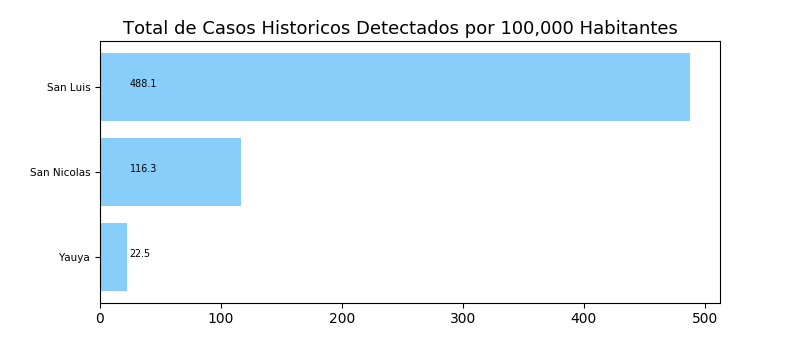 Total de Casos Historicos Detectados por 100,000 Habitantes
San Luis 488.1
San Nicolas 116.3
Yauya 22.5
0 100 200 300 400 500